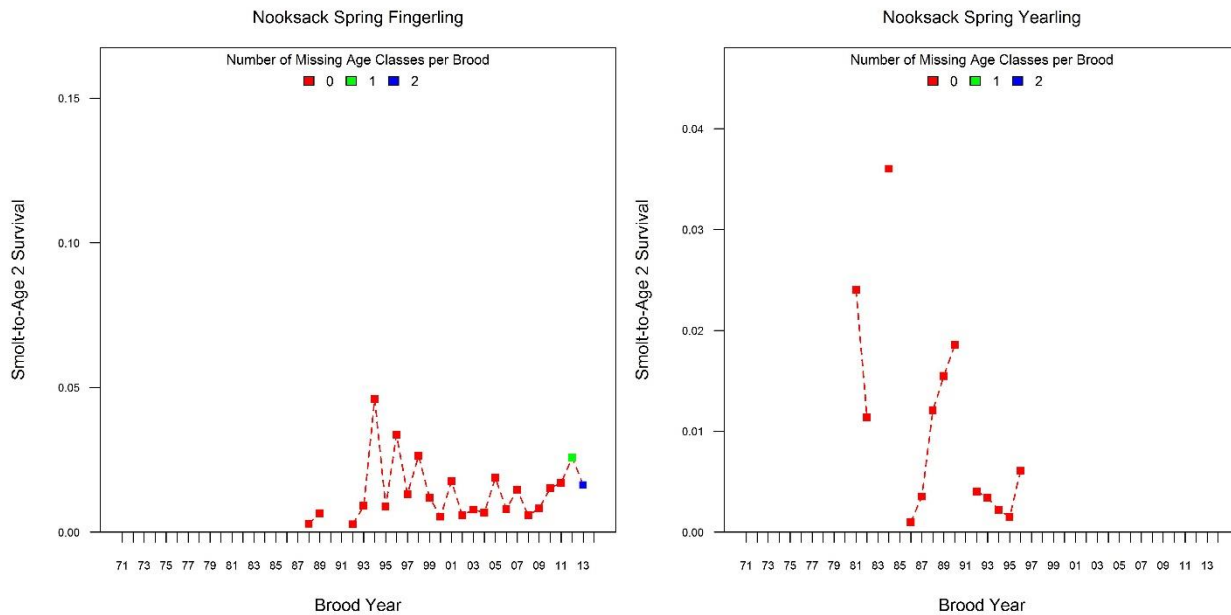 Nooksack Spring Fingerling
Number of Missing Age Classes per Brood
0 1 2
Smolt-to-Age 2 Survival
0.15
0.10
0.05
0.00
71 73 75 77 79 81 83 85 87 89 91 93 95 97 99 01 03 05 07 09 11 13
Brood Year
Nooksack Spring Yearling
Number of Missing Age Classes per Brood
0 1 2
Smolt-to-Age 2 Survival
0.04
0.03
0.02
0.01
0.00
71 73 75 77 79 81 83 85 87 89 91 93 95 97 99 01 03 05 07 09 11 13
Brood Year